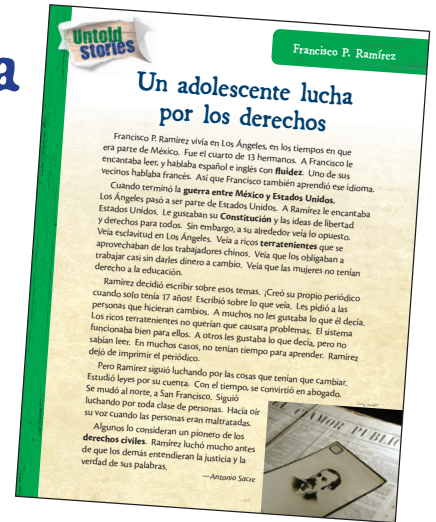 a
Untold
Stories
Francisco P. Ramírez
Un adolescente lucha
por los derechos
Francisco P. Ramírez vivía en Los Ángeles, en los tiempos en que
era parte de México. Fue el cuarto de 13 hermanos. A Francisco le
encantaba leer, y hablaba español e inglés con fluidez. Uno de sus
vecinos hablaba francés. Así que Francisco también aprendió ese idioma.
Cuando terminó la guerra entre México y Estados Unidos,
Los Ángeles pasó a ser parte de Estados Unidos. A Ramírez le encantaba
Estados Unidos. Le gustaban su Constitución y las ideas de libertad
y derechos para todos. Sin embargo, a su alrededor veía lo opuesto.
Veía esclavitud en Los Ángeles. Veía a ricos terratenientes que se
aprovechaban de los trabajadores chinos. Veía que los obligaban a
trabajar casi sin darles dinero a cambio. Veía que las mujeres no tenían
derecho a la educación.
Ramírez decidió escribir sobre esos temas. ¡Creó su propio periódico
cuando solo tenía 17 años! Escribió sobre lo que veía. Les pidió a las
personas que hicieran cambios. A muchos no les gustaba lo que él decía.
Los ricos terratenientes no querían que causara problemas. El sistema
funcionaba bien para ellos. A otros les gustaba lo que decía, pero no
sabían leer. En muchos casos, no tenían tiempo para aprender. Ramírez
dejó de imprimir el periódico.
Pero Ramírez siguió luchando por las cosas que tenían que cambiar.
Estudió leyes por su cuenta. Con el tiempo, se convirtió en abogado.
Se mudó al norte, a San Francisco. Siguió
luchando por toda clase de personas. Hacía oír
su voz cuando las personas eran maltratadas.
Algunos lo consideran un pionero de los
derechos civiles. Ramírez luchó mucho antes
de que los demás entendieran la justicia y la
verdad de sus palabras.
—Antonio Sacre
AMOR PUBLIC